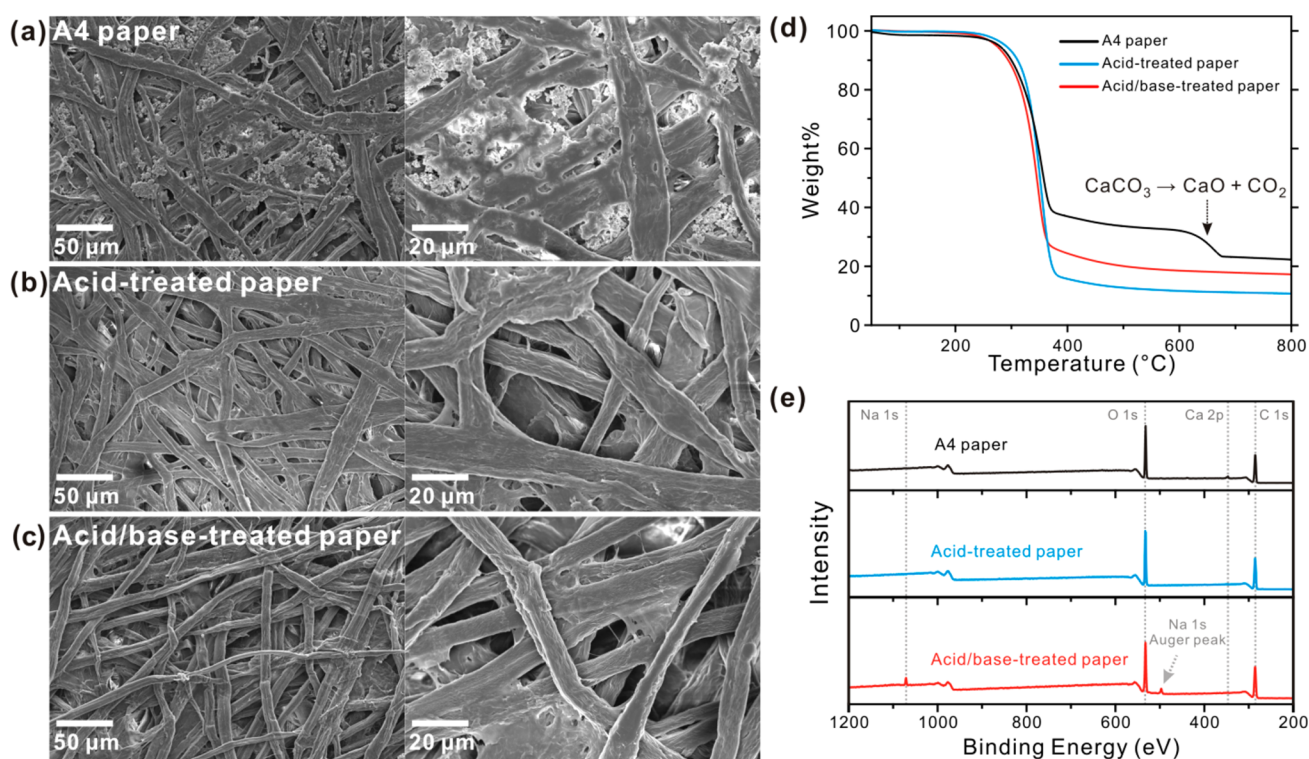 (a) A4 paper
50 µm
20 µm
(b) Acid-treated paper
50 µm
20 µm
(c) Acid/base-treated paper
50 µm
20 µm
(d)
A4 paper
Acid-treated paper
Acid/base-treated paper
CaCO3 → CaO + CO2
Weight%
100
80
60
40
20
0
200 400 600 800
Temperature (°C)
(e)
Na 1s O 1s Ca 2p C 1s
A4 paper
Acid-treated paper
Na 1s
Auger peak
Acid/base-treated paper
Intensity
1200 1000 800 600 400 200
Binding Energy (eV)